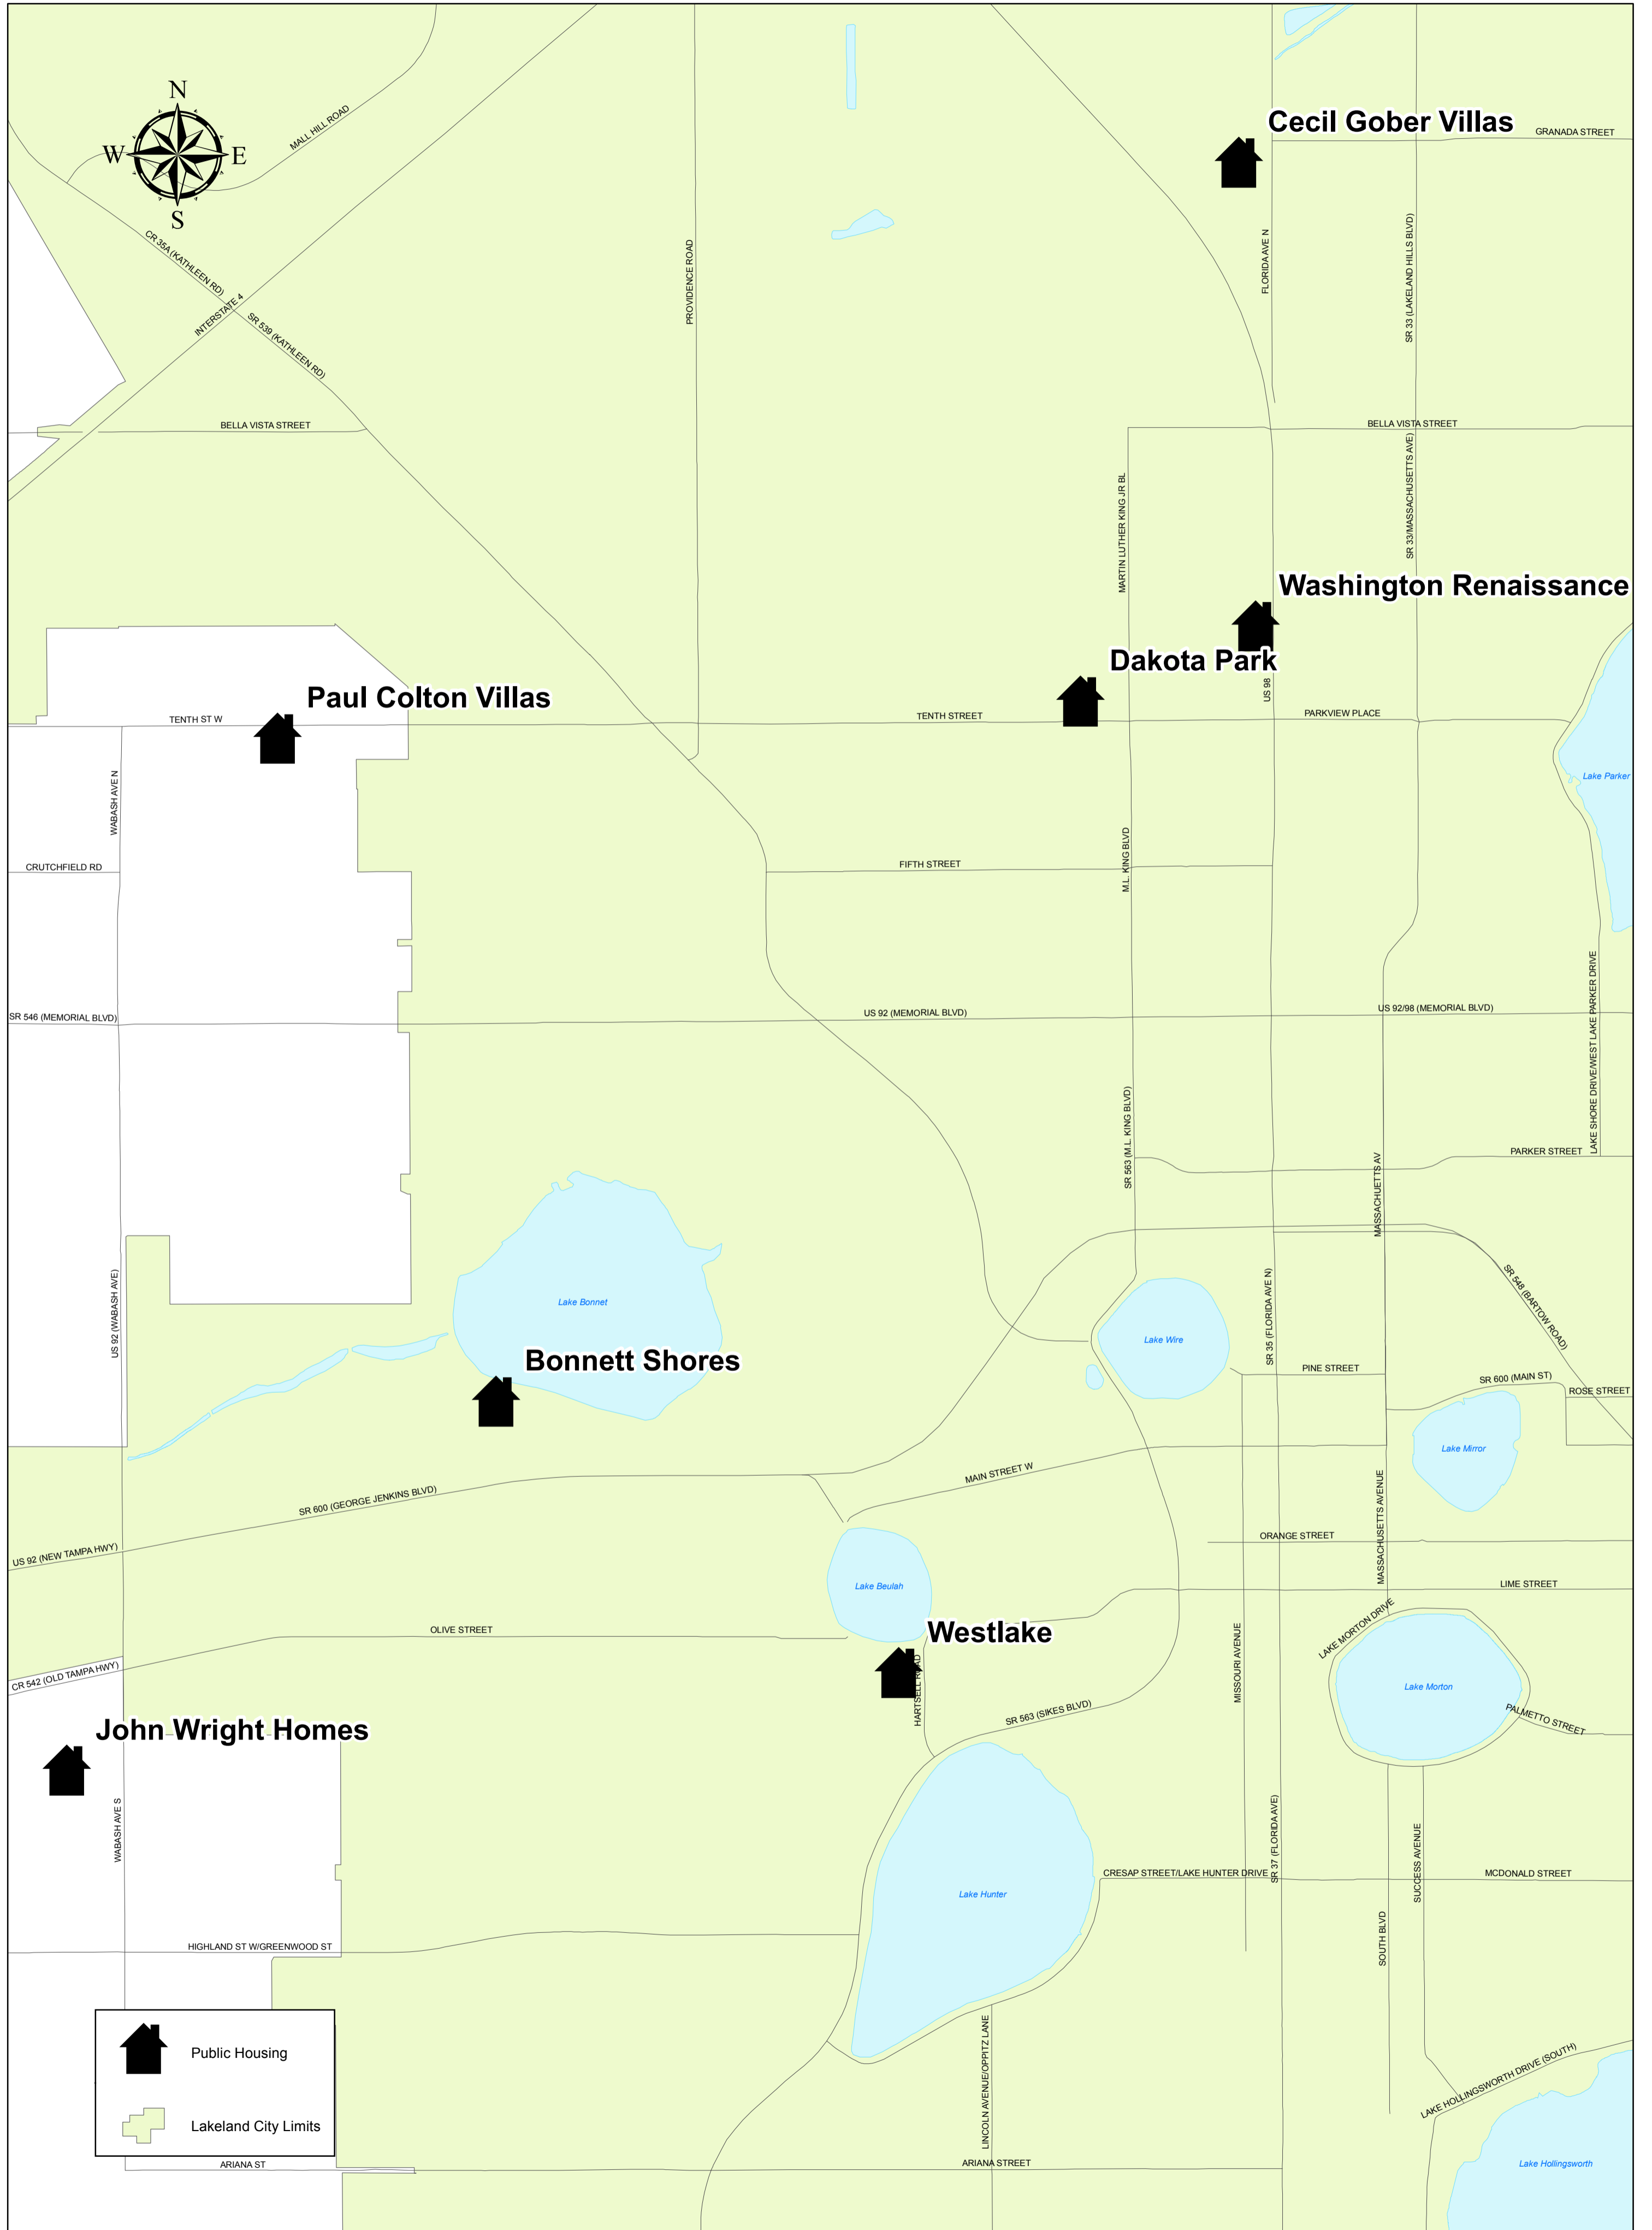 N
W
E
S
MALL HILL ROAD
Cecil Gober Villas
GRANADA STREET
CR 35A (KATHLEEN RD)
INTERSTATE 4
SR 539 (KATHLEEN RD)
PROVIDENCE ROAD
FLORIDA AVE N
SR 33 (LAKELAND HILLS BLVD)
BELLA VISTA STREET
BELLA VISTA STREET
MARTIN LUTHER KING JR BL
SR 33/MASSACHUSETTS AVE)
Washington Renaissance
Dakota Park
US 98
Paul Colton Villas
TENTH ST W
TENTH STREET
PARKVIEW PLACE
Lake Parker
WABASH AVE N
CRUTCHFIELD RD
FIFTH STREET
M.L. KING BLVD
SR 546 (MEMORIAL BLVD)
US 92 (MEMORIAL BLVD)
US 92/98 (MEMORIAL BLVD)
LAKE SHORE DRIVE/WEST LAKE PARKER DRIVE
SR 563 (M.L. KING BLVD)
PARKER STREET
MASSACHUETTS AV
US 92 (WABASH AVE)
Lake Bonnet
SR 548 (BARTOW ROAD)
Lake Wire
SR 35 (FLORIDA AVE N)
Bonnett Shores
PINE STREET
SR 600 (MAIN ST)
ROSE STREET
Lake Mirror
MAIN STREET W
SR 600 (GEORGE JENKINS BLVD)
US 92 (NEW TAMPA HWY)
MASSACHUSETTS AVENUE
ORANGE STREET
Lake Beulah
LIME STREET
OLIVE STREET
Westlake
HARTSELL ROAD
LAKE MORTON DRIVE
MISSOURI AVENUE
CR 542 (OLD TAMPA HWY)
Lake Morton
SR 563 (SIKES BLVD)
PALMETTO STREET
John Wright Homes
WABASH AVE S
SR 37 (FLORIDA AVE)
CRESAP STREET/LAKE HUNTER DRIVE
MCDONALD STREET
SUCCESS AVENUE
Lake Hunter
SOUTH BLVD
HIGHLAND ST W/GREENWOOD ST
Public Housing
Lakeland City Limits
LINCOLN AVENUE/OPPITZ LANE
LAKE HOLLINGSWORTH DRIVE (SOUTH)
ARIANA ST
ARIANA STREET
Lake Hollingsworth